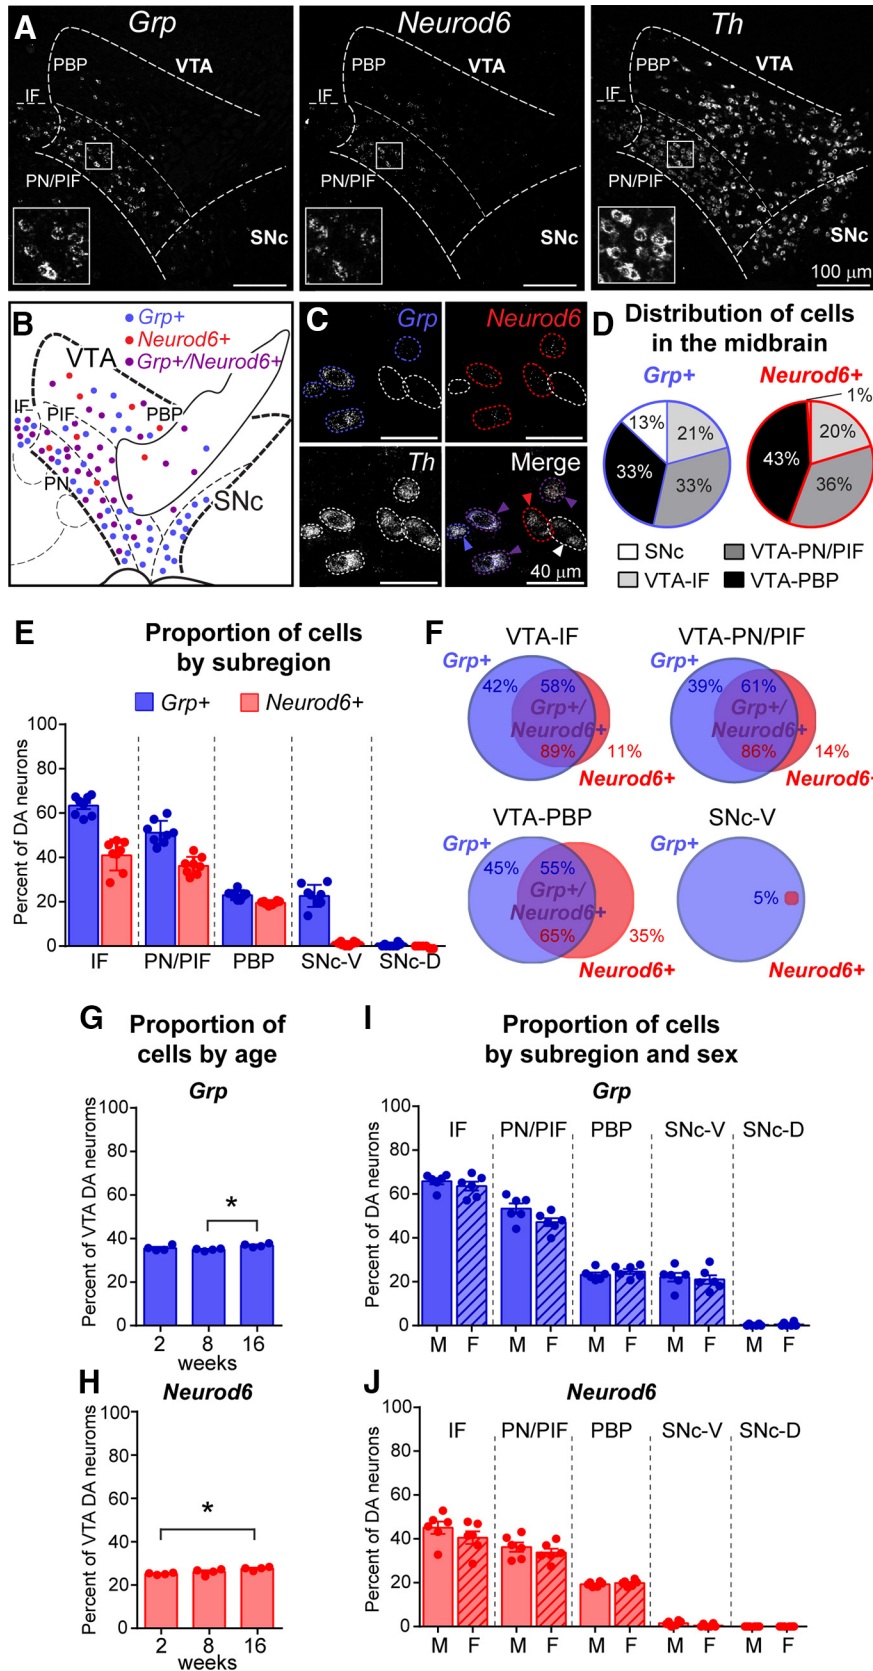 A
Grp
PBP
VTA
IF
PN/PIF
SNc
Neurod6
PBP
VTA
IF
PN/PIF
SNc
Th
PBP
VTA
IF
PN/PIF
SNc
100 µm
B
Grp+
Neurod6+
Grp+/Neurod6+
VTA
IF
PIF
PBP
PN
SNc
C
Grp
Neurod6
Th
Merge
40 µm
D
Distribution of cells
in the midbrain
Grp+
Neurod6+
13%
21%
33%
33%
1%
20%
43%
36%
SNc
VTA-PN/PIF
VTA-IF
VTA-PBP
E
Proportion of cells
by subregion
Grp+
Neurod6+
Percent of DA neurons
100
80
60
40
20
0
IF
PN/PIF
PBP
SNc-V
SNc-D
F
VTA-IF
Grp+
42%
58%
Grp+/
Neurod6+
89%
11%
Neurod6+
VTA-PN/PIF
Grp+
39%
61%
Grp+/
Neurod6+
86%
14%
Neurod6+
VTA-PBP
Grp+
45%
55%
Grp+/
Neurod6+
65%
35%
Neurod6+
SNc-V
Grp+
5%
Neurod6+
G
Proportion of
cells by age
Grp
Percent of VTA DA neuroms
100
80
60
40
20
0
*
2 8 16
weeks
H
Neurod6
Percent of VTA DA neurons
100
80
60
40
20
0
*
2 8 16
weeks
I
Proportion of cells
by subregion and sex
Grp
Percent of DA neurons
100
80
60
40
20
0
IF PN/PIF PBP SNc-V SNc-D
M F M F M F M F M F
J
Neurod6
Percent of DA neurons
100
80
60
40
20
0
IF PN/PIF PBP SNc-V SNc-D
M F M F M F M F M F